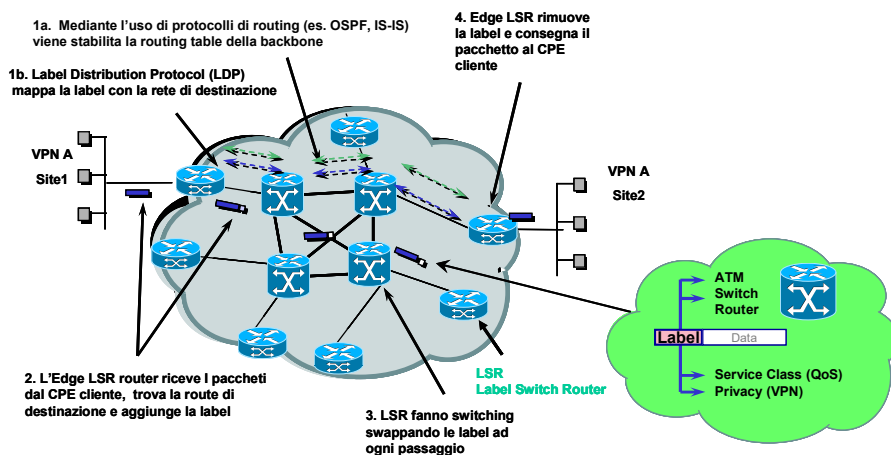 1a. Mediante l'uso di protocolli di routing (es. OSPF, IS-IS)
viene stabilita la routing table della backbone
4. Edge LSR rimuove
la label e consegna il
pacchetto al CPE
cliente
1b. Label Distribution Protocol (LDP)
mappa la label con la rete di destinazione
VPN A
Site1
VPN A
Site2
ATM
Switch
Router
Label
Data
Service Class (QoS)
Privacy (VPN)
LSR
Label Switch Router
2. L'Edge LSR router riceve I paccheti
dal CPE cliente, trova la route di
destinazione e aggiunge la label
3. LSR fanno switching
swappando le label ad
ogni passaggio